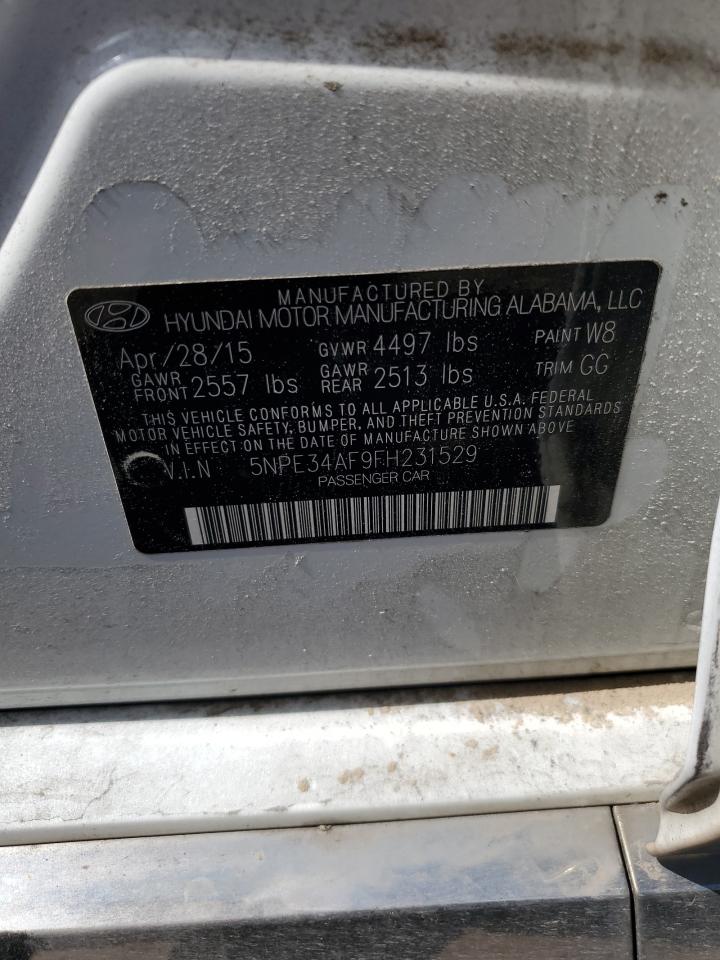 MANUFACTURED BY
HYUNDAI MOTOR MANUFACTURING ALABAMA, LLC
Apr/28/15 GVWR 4497 lbs PAINT W8
GAWR FRONT 2557 lbs GAWR REAR 2513 lbs TRIM GG
THIS VEHICLE CONFORMS TO ALL APPLICABLE U.S.A. FEDERAL
MOTOR VEHICLE SAFETY, BUMPER, AND THEFT PREVENTION STANDARDS
IN EFFECT ON THE DATE OF MANUFACTURE SHOWN ABOVE.
V.I.N 5NPE34AF9FH231529
PASSENGER CAR